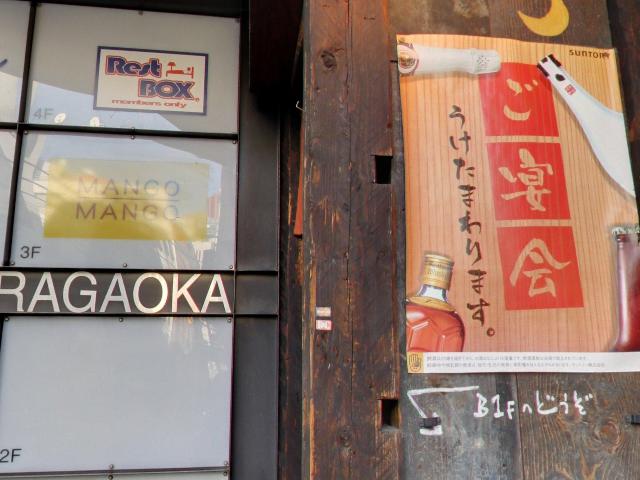 Rest
BOX
members only
4F
MANGO
MANGO
3F
RAGAOKA
2F
SUNTORY
ご宴会
うけたまわります。
B1Fへどうぞ